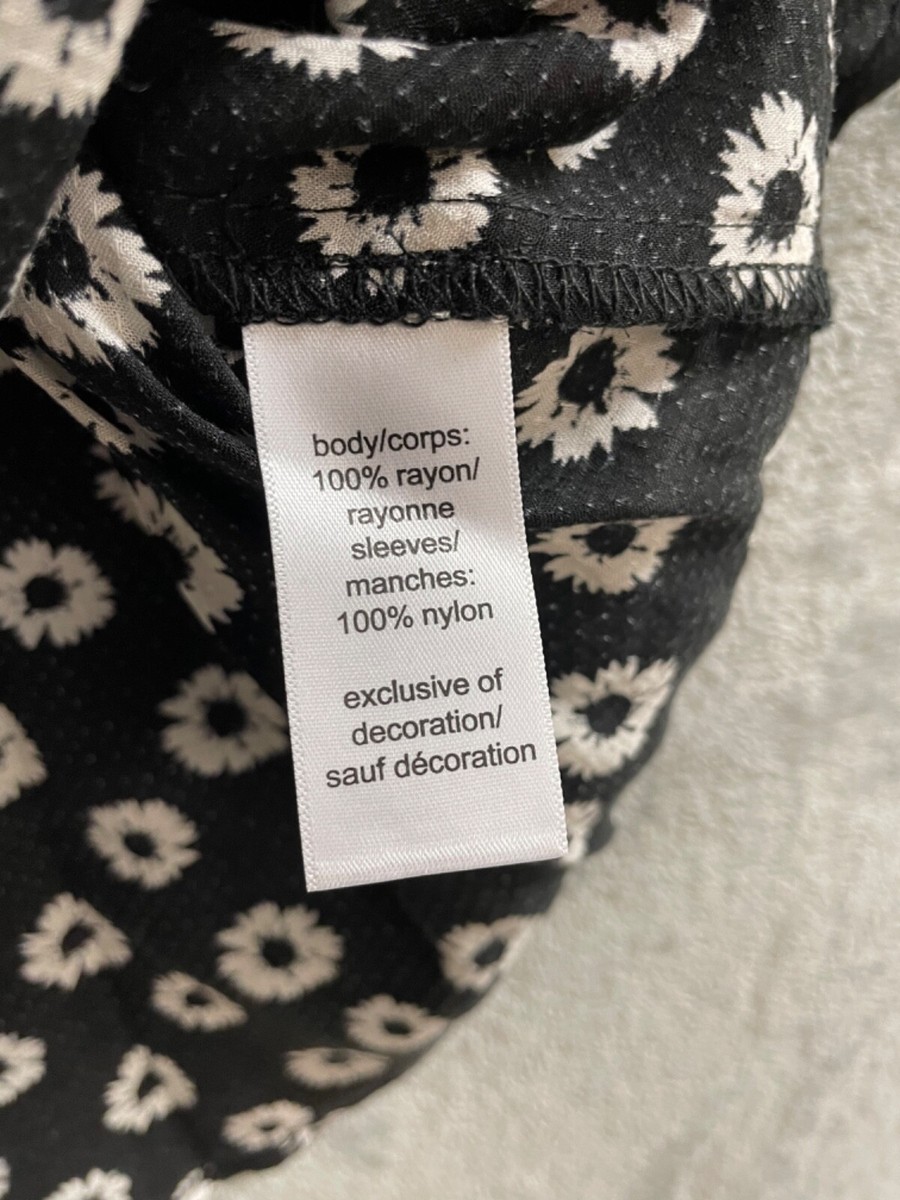 body/corps:
100% rayon/
rayonne
sleeves/
manches:
100% nylon
exclusive of
decoration/
sauf décoration